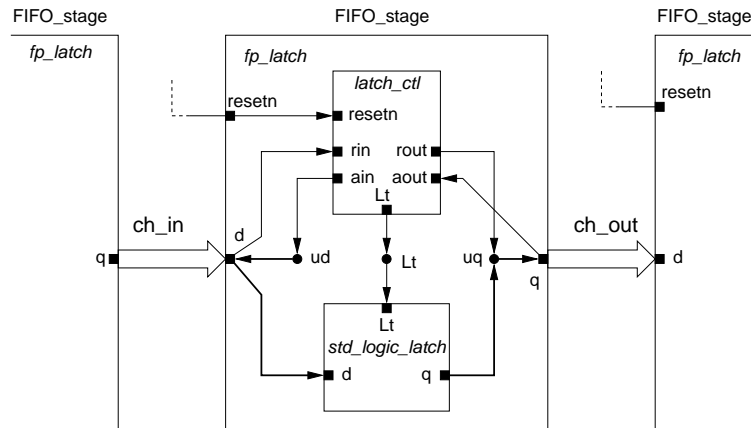 FIFO_stage FIFO_stage FIFO_stage
fp_latch fp_latch fp_latch
latch_ctl
resetn resetn resetn
rin rout
ain aout
Lt
ch_in d ch_out
q ud Lt uq q d
Lt
std_logic_latch
d q